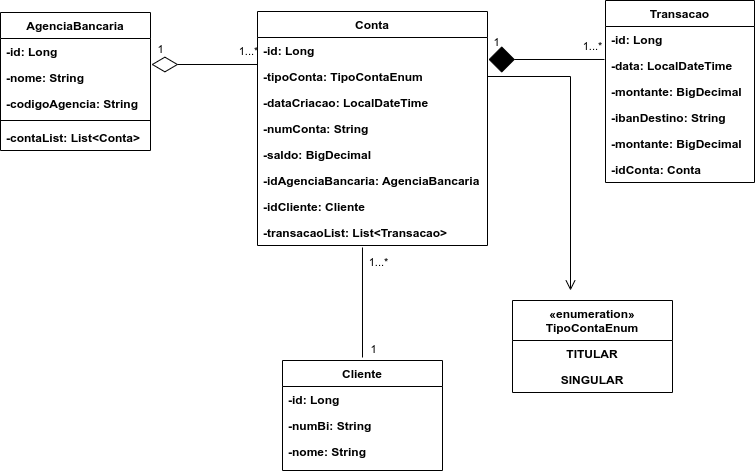 AgenciaBancaria
-id: Long
-nome: String
-codigoAgencia: String
-contaList: List<Conta>
1
1...*
Conta
-id: Long
-tipoConta: TipoContaEnum
-dataCriacao: LocalDateTime
-numConta: String
-saldo: BigDecimal
-idAgenciaBancaria: AgenciaBancaria
-idCliente: Cliente
-transacaoList: List<Transacao>
1
1...*
Transacao
-id: Long
-data: LocalDateTime
-montante: BigDecimal
-ibanDestino: String
-montante: BigDecimal
-idConta: Conta
1...*
1
Cliente
-id: Long
-numBi: String
-nome: String
«enumeration»
TipoContaEnum
TITULAR
SINGULAR